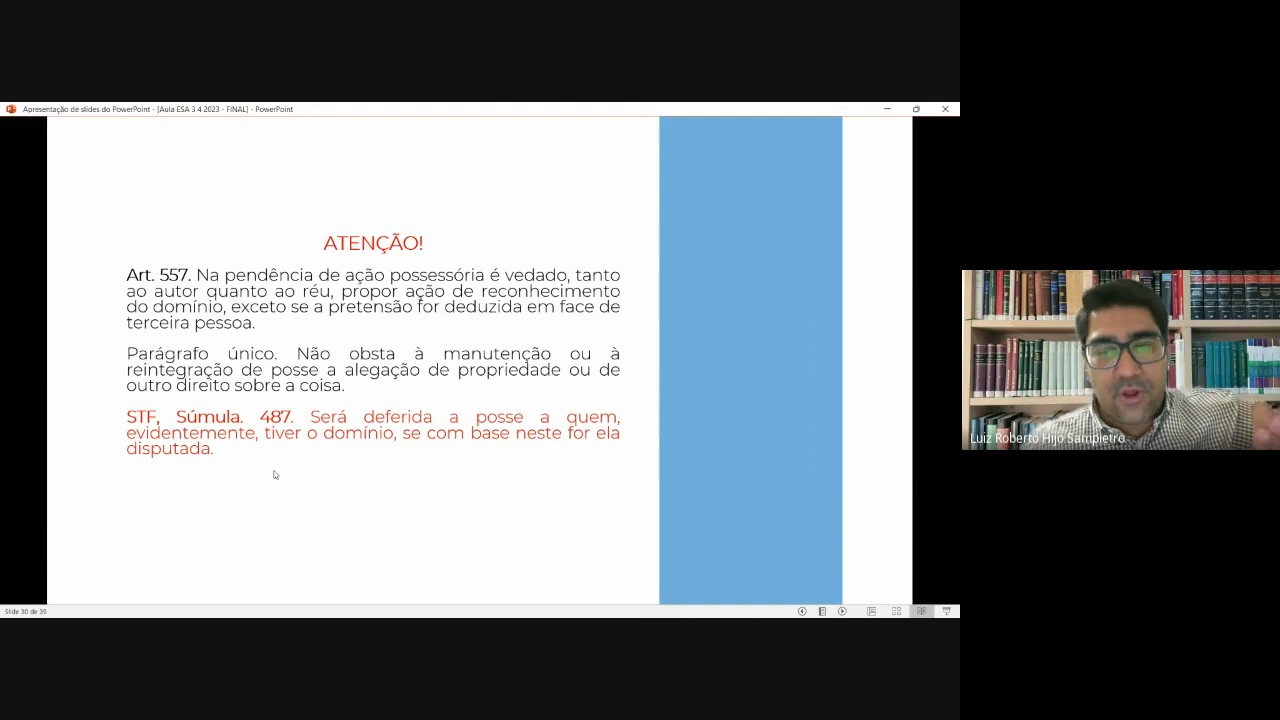 Apresentação de slides do PowerPoint - [Aula ESA 3 4 2023 - FINAL] - PowerPoint
ATENÇÃO!
Art. 557. Na pendência de ação possessória é vedado, tanto
ao autor quanto ao réu, propor ação de reconhecimento
do domínio, exceto se a pretensão for deduzida em face de
terceira pessoa.
Parágrafo único. Não obsta à manutenção ou à
reintegração de posse a alegação de propriedade ou de
outro direito sobre a coisa.
STF, Súmula. 487. Será deferida a posse a quem,
evidentemente, tiver o domínio, se com base neste for ela
disputada.
Luiz Roberto Hijo Sampietro
Slide 30 de 39